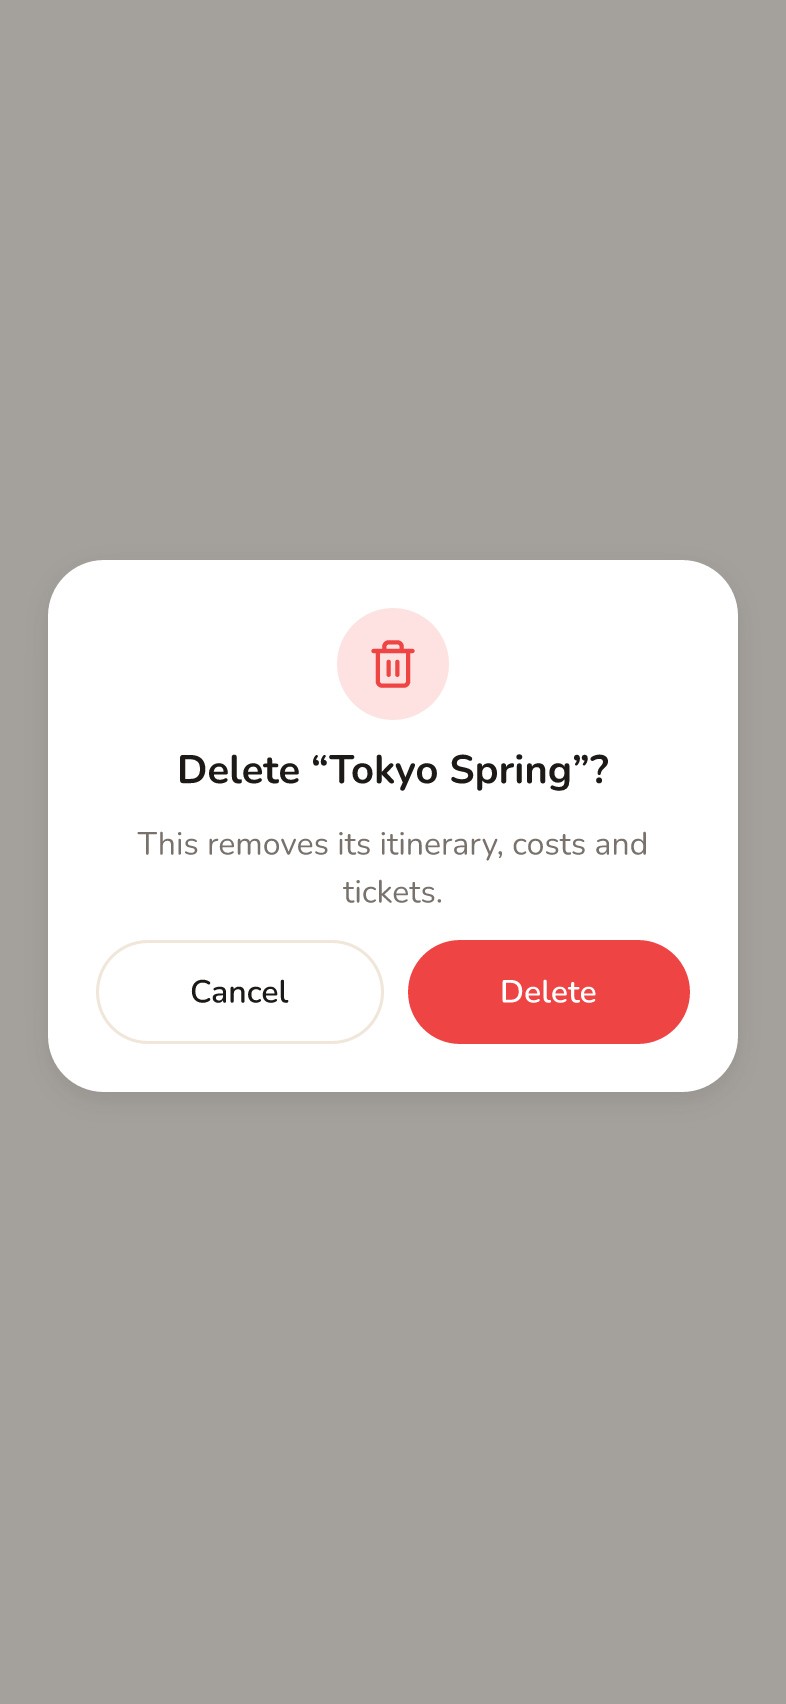 Delete “Tokyo Spring”?
This removes its itinerary, costs and
tickets.
Cancel
Delete